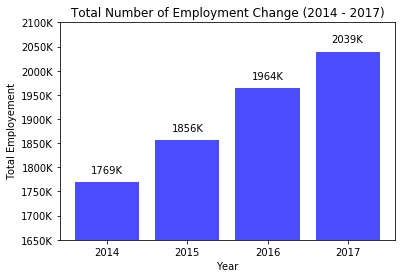 Total Number of Employment Change (2014 - 2017)
2100K
2050K
2000K
1950K
1900K
1850K
1800K
1750K
1700K
1650K
Total Employement
1769K
1856K
1964K
2039K
2014
2015
2016
2017
Year